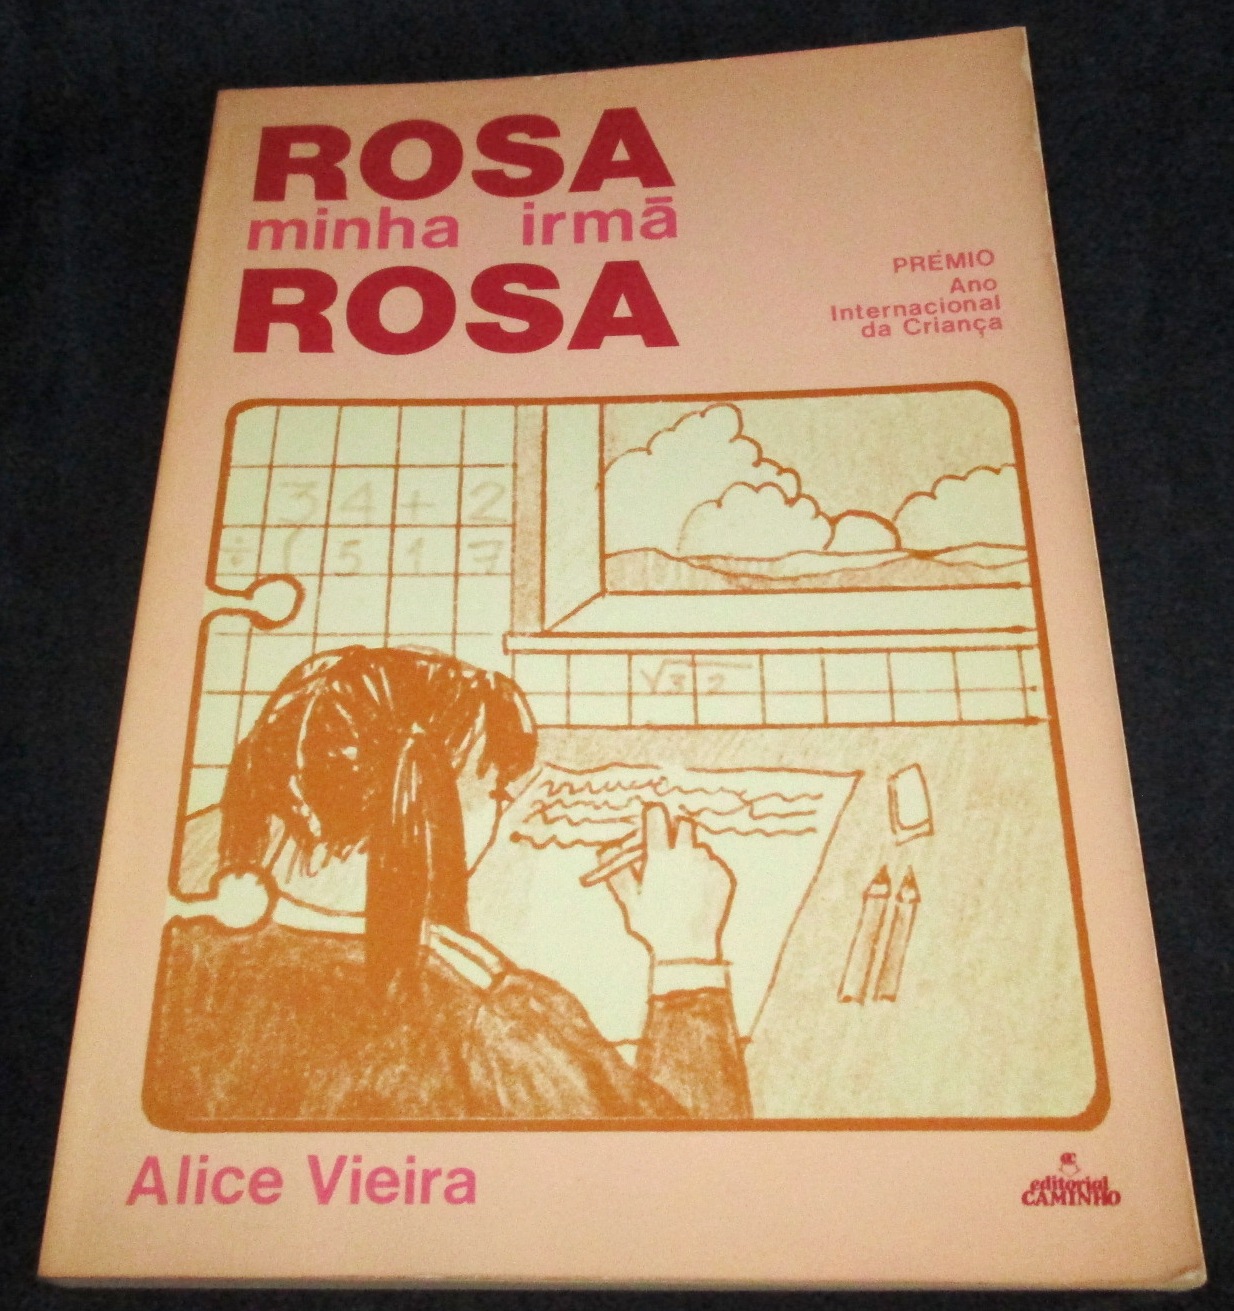 ROSA
minha irmã
ROSA
PRÉMIO
Ano
Internacional
da Criança
34+2
÷(517
√32
Alice Vieira
editorial
CAMINHO